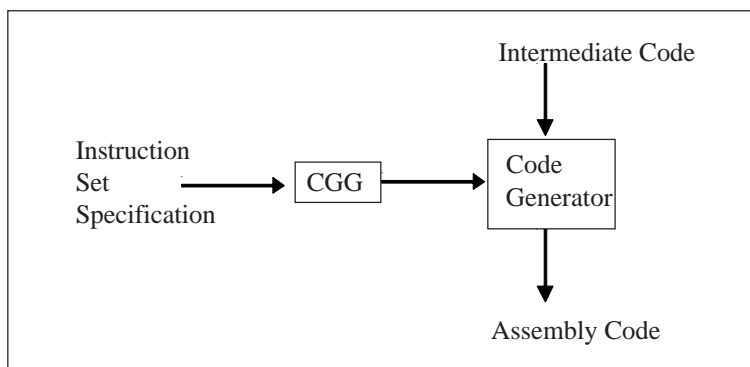 Intermediate Code
Instruction
Set
Specification
CGG
Code
Generator
Assembly Code